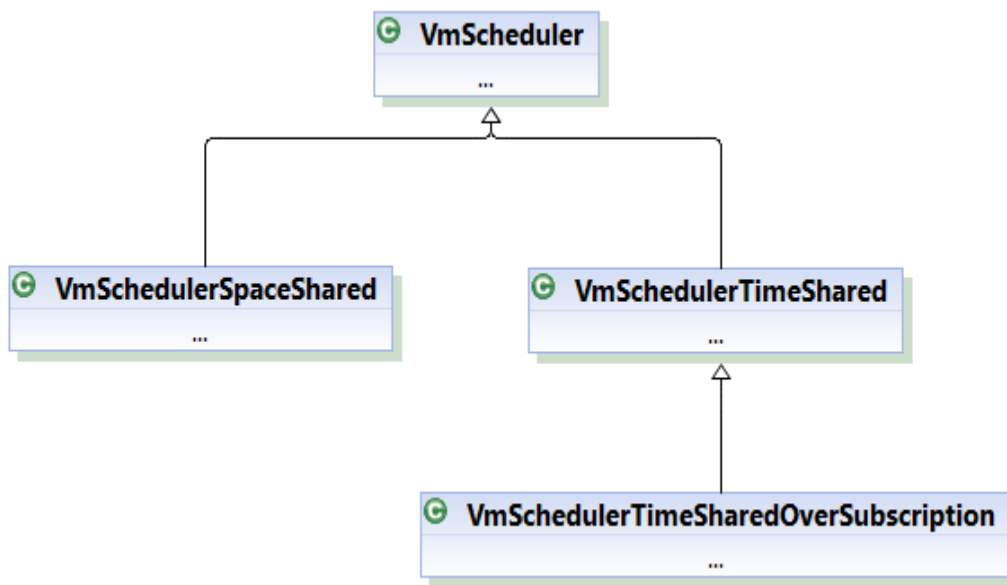 C VmScheduler
...
C VmSchedulerSpaceShared
...
C VmSchedulerTimeShared
...
C VmSchedulerTimeSharedOverSubscription
...